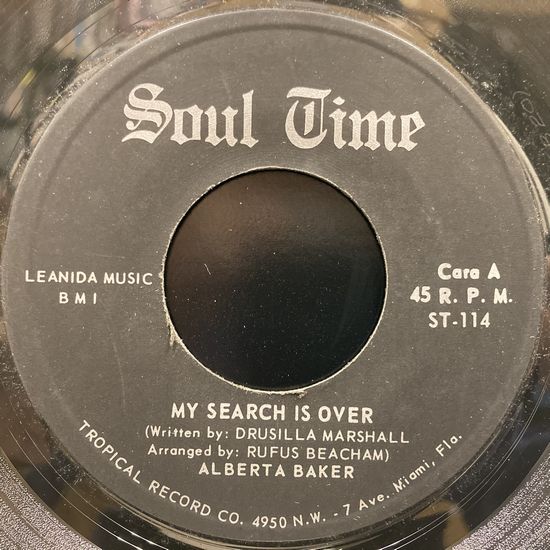 Soul Time
LEANIDA MUSIC
B M I
Cara A
45 R. P. M.
ST-114
MY SEARCH IS OVER
(Written by: DRUSILLA MARSHALL
Arranged by: RUFUS BEACHAM)
ALBERTA BAKER
TROPICAL RECORD CO. 4950 N.W. - 7 Ave. Miami, Fla.